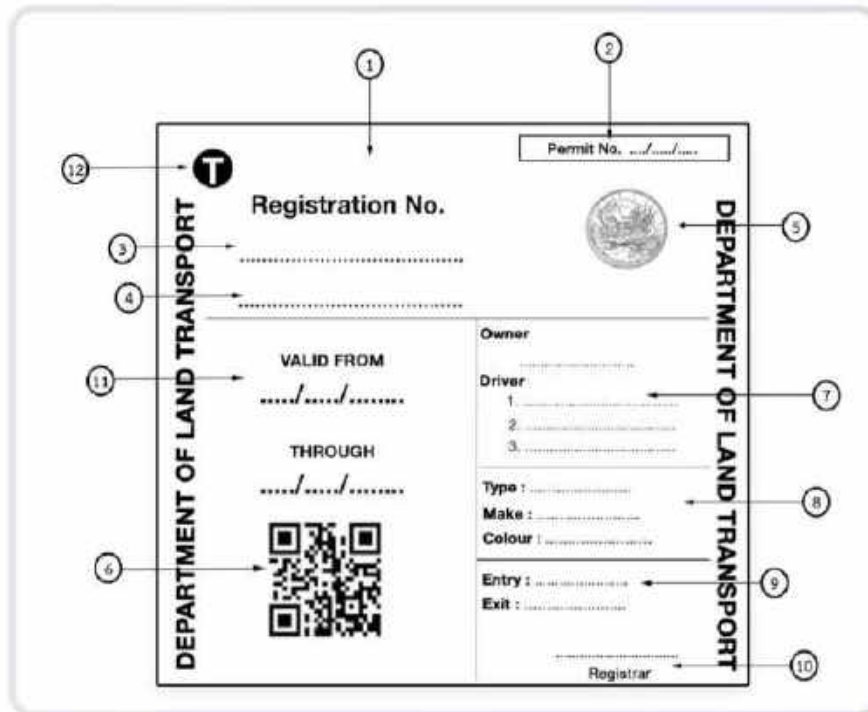 1
2
Permit No. ..../...../.....
12
T
Registration No.
5
3
4
DEPARTMENT OF LAND TRANSPORT
DEPARTMENT OF LAND TRANSPORT
Owner
VALID FROM
11
...../...../.......
Driver
7
1.
2.
3.
THROUGH
...../...../.......
Type :
8
Make :
Colour :
6
Entry :
9
Exit :
10
Registrar